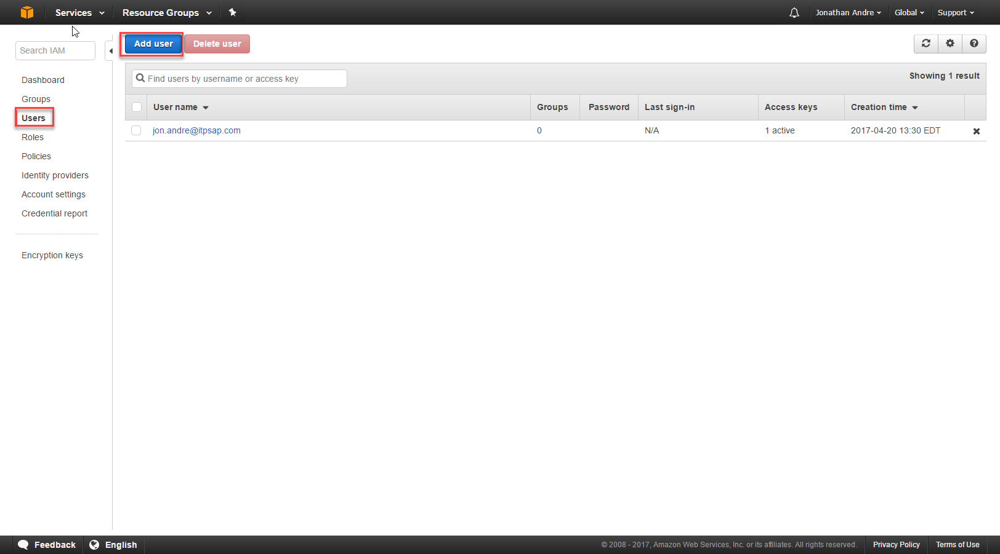 Services Resource Groups Jonathan Andre Global Support
Add user Delete user
Search IAM
Dashboard
Groups
Users
Roles
Policies
Identity providers
Account settings
Credential report
Encryption keys
Find users by username or access key Showing 1 result
User name Groups Password Last sign-in Access keys Creation time
jon.andre@itpsap.com 0 N/A 1 active 2017-04-20 13:30 EDT
Feedback English © 2008 - 2017, Amazon Web Services, Inc. or its affiliates. All rights reserved. Privacy Policy Terms of Use